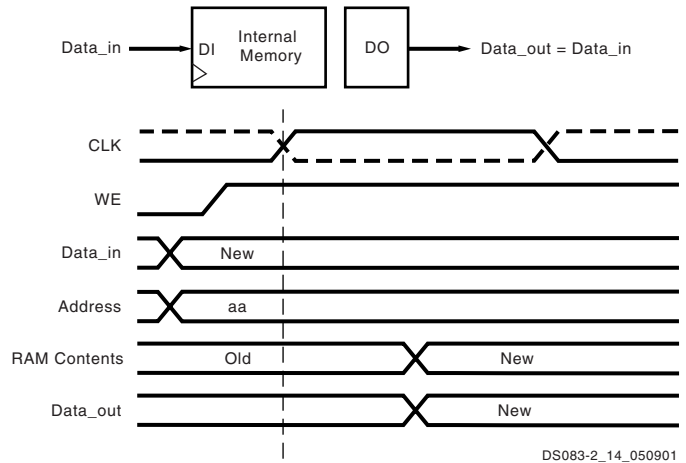 Data_in
DI
Internal
Memory
DO
Data_out = Data_in
CLK
WE
Data_in
New
Address
aa
RAM Contents
Old
New
Data_out
New
DS083-2_14_050901